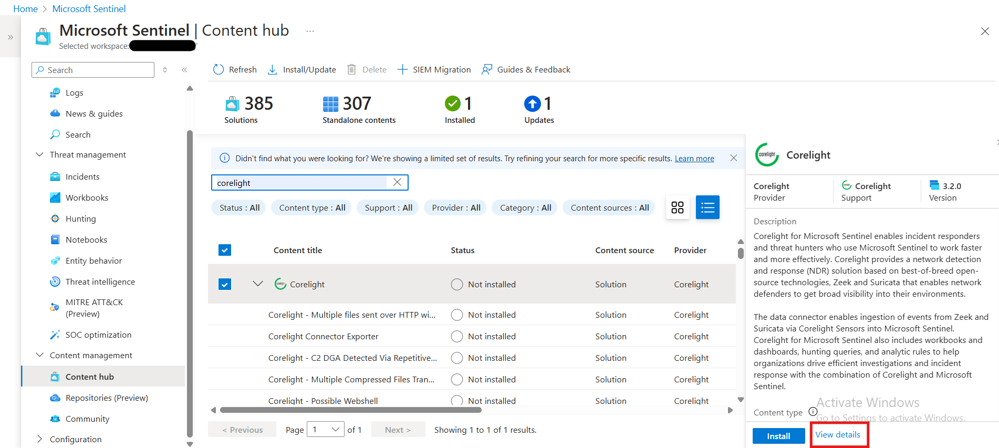 Home > Microsoft Sentinel
Microsoft Sentinel | Content hub ...
Selected workspace:
Search
Logs
News & guides
Search
Threat management
Incidents
Workbooks
Hunting
Notebooks
Entity behavior
Threat intelligence
MITRE ATT&CK
(Preview)
SOC optimization
Content management
Content hub
Repositories (Preview)
Community
Configuration
Refresh Install/Update Delete SIEM Migration Guides & Feedback
385 307 1 1
Solutions Standalone contents Installed Updates
Didn't find what you were looking for? We're showing a limited set of results. Try refining your search for more specific results. Learn more
corelight
Status : All Content type : All Support : All Provider : All Category : All Content sources : All
Content title Status Content source Provider
Corelight Not installed Solution Corelight
Corelight - Multiple files sent over HTTP wi... Not installed Solution Corelight
Corelight Connector Exporter Not installed Solution Corelight
Corelight - C2 DGA Detected Via Repetitive... Not installed Solution Corelight
Corelight - Multiple Compressed Files Tran... Not installed Solution Corelight
Corelight - Possible Webshell Not installed Solution Corelight
< Previous Page 1 of 1 Next > Showing 1 to 1 of 1 results.
corelight Corelight
Corelight Corelight 3.2.0
Provider Support Version
Description
Corelight for Microsoft Sentinel enables incident responders
and threat hunters who use Microsoft Sentinel to work faster
and more effectively. Corelight provides a network detection
and response (NDR) solution based on best-of-breed open-
source technologies, Zeek and Suricata that enables network
defenders to get broad visibility into their environments.
The data connector enables ingestion of events from Zeek and
Suricata via Corelight Sensors into Microsoft Sentinel.
Corelight for Microsoft Sentinel also includes workbooks and
dashboards, hunting queries, and analytic rules to help
organizations drive efficient investigations and incident
response with the combination of Corelight and Microsoft
Sentinel.
Activate Windows
Content type
Go to Settings to activate Windows.
Install View details